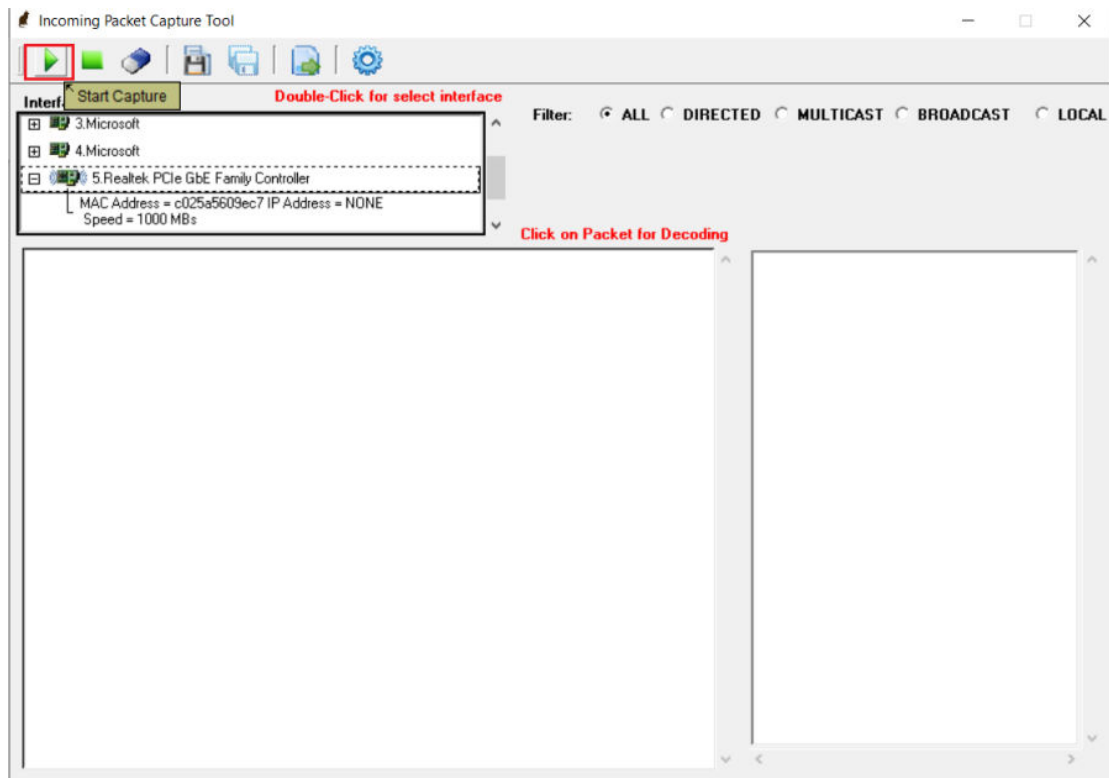 Incoming Packet Capture Tool
Start Capture
Double-Click for select interface
Filter: ALL DIRECTED MULTICAST BROADCAST LOCAL
3.Microsoft
4.Microsoft
5.Realtek PCIe GbE Family Controller
MAC Address = c025a5609ec7 IP Address = NONE
Speed = 1000 MBs
Click on Packet for Decoding